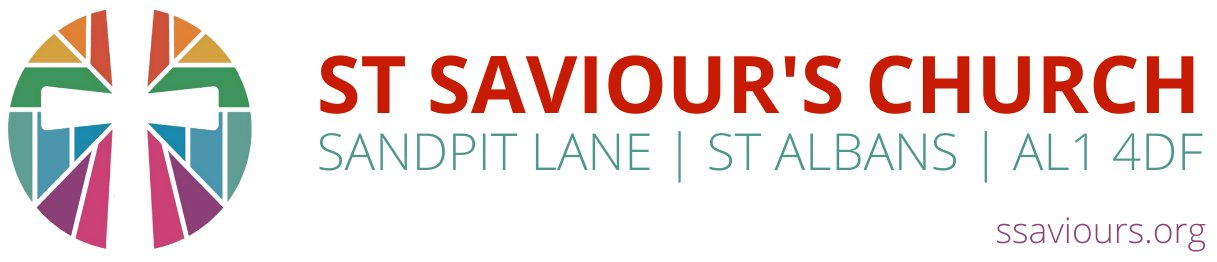 ST SAVIOUR'S CHURCH
SANDPIT LANE | ST ALBANS | AL1 4DF
ssaviours.org